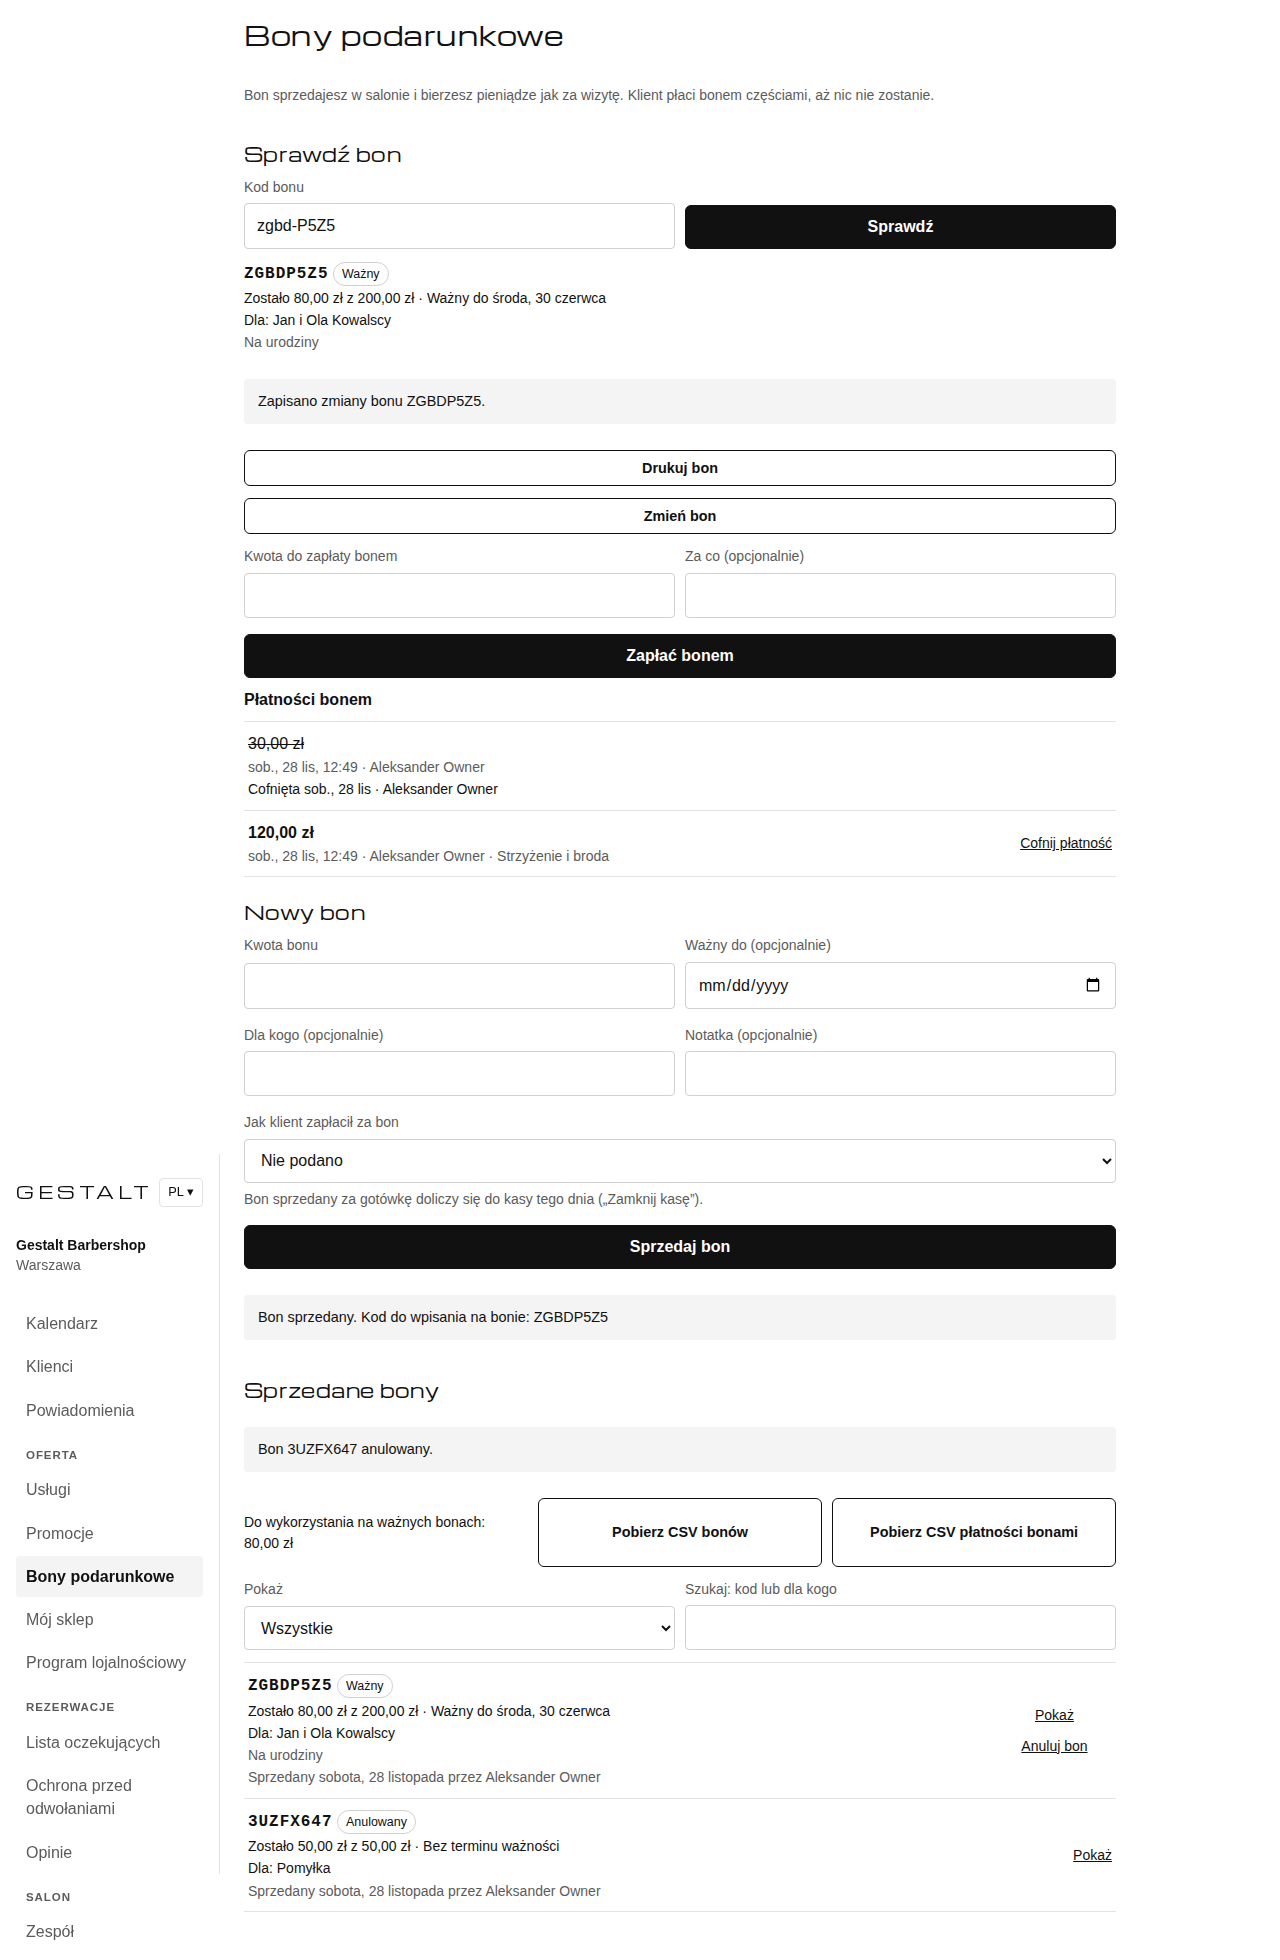 Bony podarunkowe
Bon sprzedajesz w salonie i bierzesz pieniądze jak za wizytę. Klient płaci bonem częściami, aż nic nie zostanie.
Sprawdź bon
Kod bonu
zgbd-P5Z5
Sprawdź
ZGBDP5Z5 Ważny
Zostało 80,00 zł z 200,00 zł · Ważny do środa, 30 czerwca
Dla: Jan i Ola Kowalscy
Na urodziny
Zapisano zmiany bonu ZGBDP5Z5.
Drukuj bon
Zmień bon
Kwota do zapłaty bonem
Za co (opcjonalnie)
Zapłać bonem
Płatności bonem
30,00 zł
sob., 28 lis, 12:49 · Aleksander Owner
Cofnięta sob., 28 lis · Aleksander Owner
120,00 zł
sob., 28 lis, 12:49 · Aleksander Owner · Strzyżenie i broda
Cofnij płatność
Nowy bon
Kwota bonu
Ważny do (opcjonalnie)
mm/dd/yyyy
Dla kogo (opcjonalnie)
Notatka (opcjonalnie)
Jak klient zapłacił za bon
Nie podano
Bon sprzedany za gotówkę doliczy się do kasy tego dnia („Zamknij kasę”).
Sprzedaj bon
Bon sprzedany. Kod do wpisania na bonie: ZGBDP5Z5
Sprzedane bony
Bon 3UZFX647 anulowany.
Do wykorzystania na ważnych bonach:
80,00 zł
Pobierz CSV bonów
Pobierz CSV płatności bonami
Pokaż
Szukaj: kod lub dla kogo
Wszystkie
ZGBDP5Z5 Ważny
Zostało 80,00 zł z 200,00 zł · Ważny do środa, 30 czerwca
Dla: Jan i Ola Kowalscy
Na urodziny
Sprzedany sobota, 28 listopada przez Aleksander Owner
Pokaż
Anuluj bon
3UZFX647 Anulowany
Zostało 50,00 zł z 50,00 zł · Bez terminu ważności
Dla: Pomyłka
Sprzedany sobota, 28 listopada przez Aleksander Owner
Pokaż
GESTALT
PL ▾
Gestalt Barbershop
Warszawa
Kalendarz
Klienci
Powiadomienia
OFERTA
Usługi
Promocje
Bony podarunkowe
Mój sklep
Program lojalnościowy
REZERWACJE
Lista oczekujących
Ochrona przed
odwołaniami
Opinie
SALON
Zespół